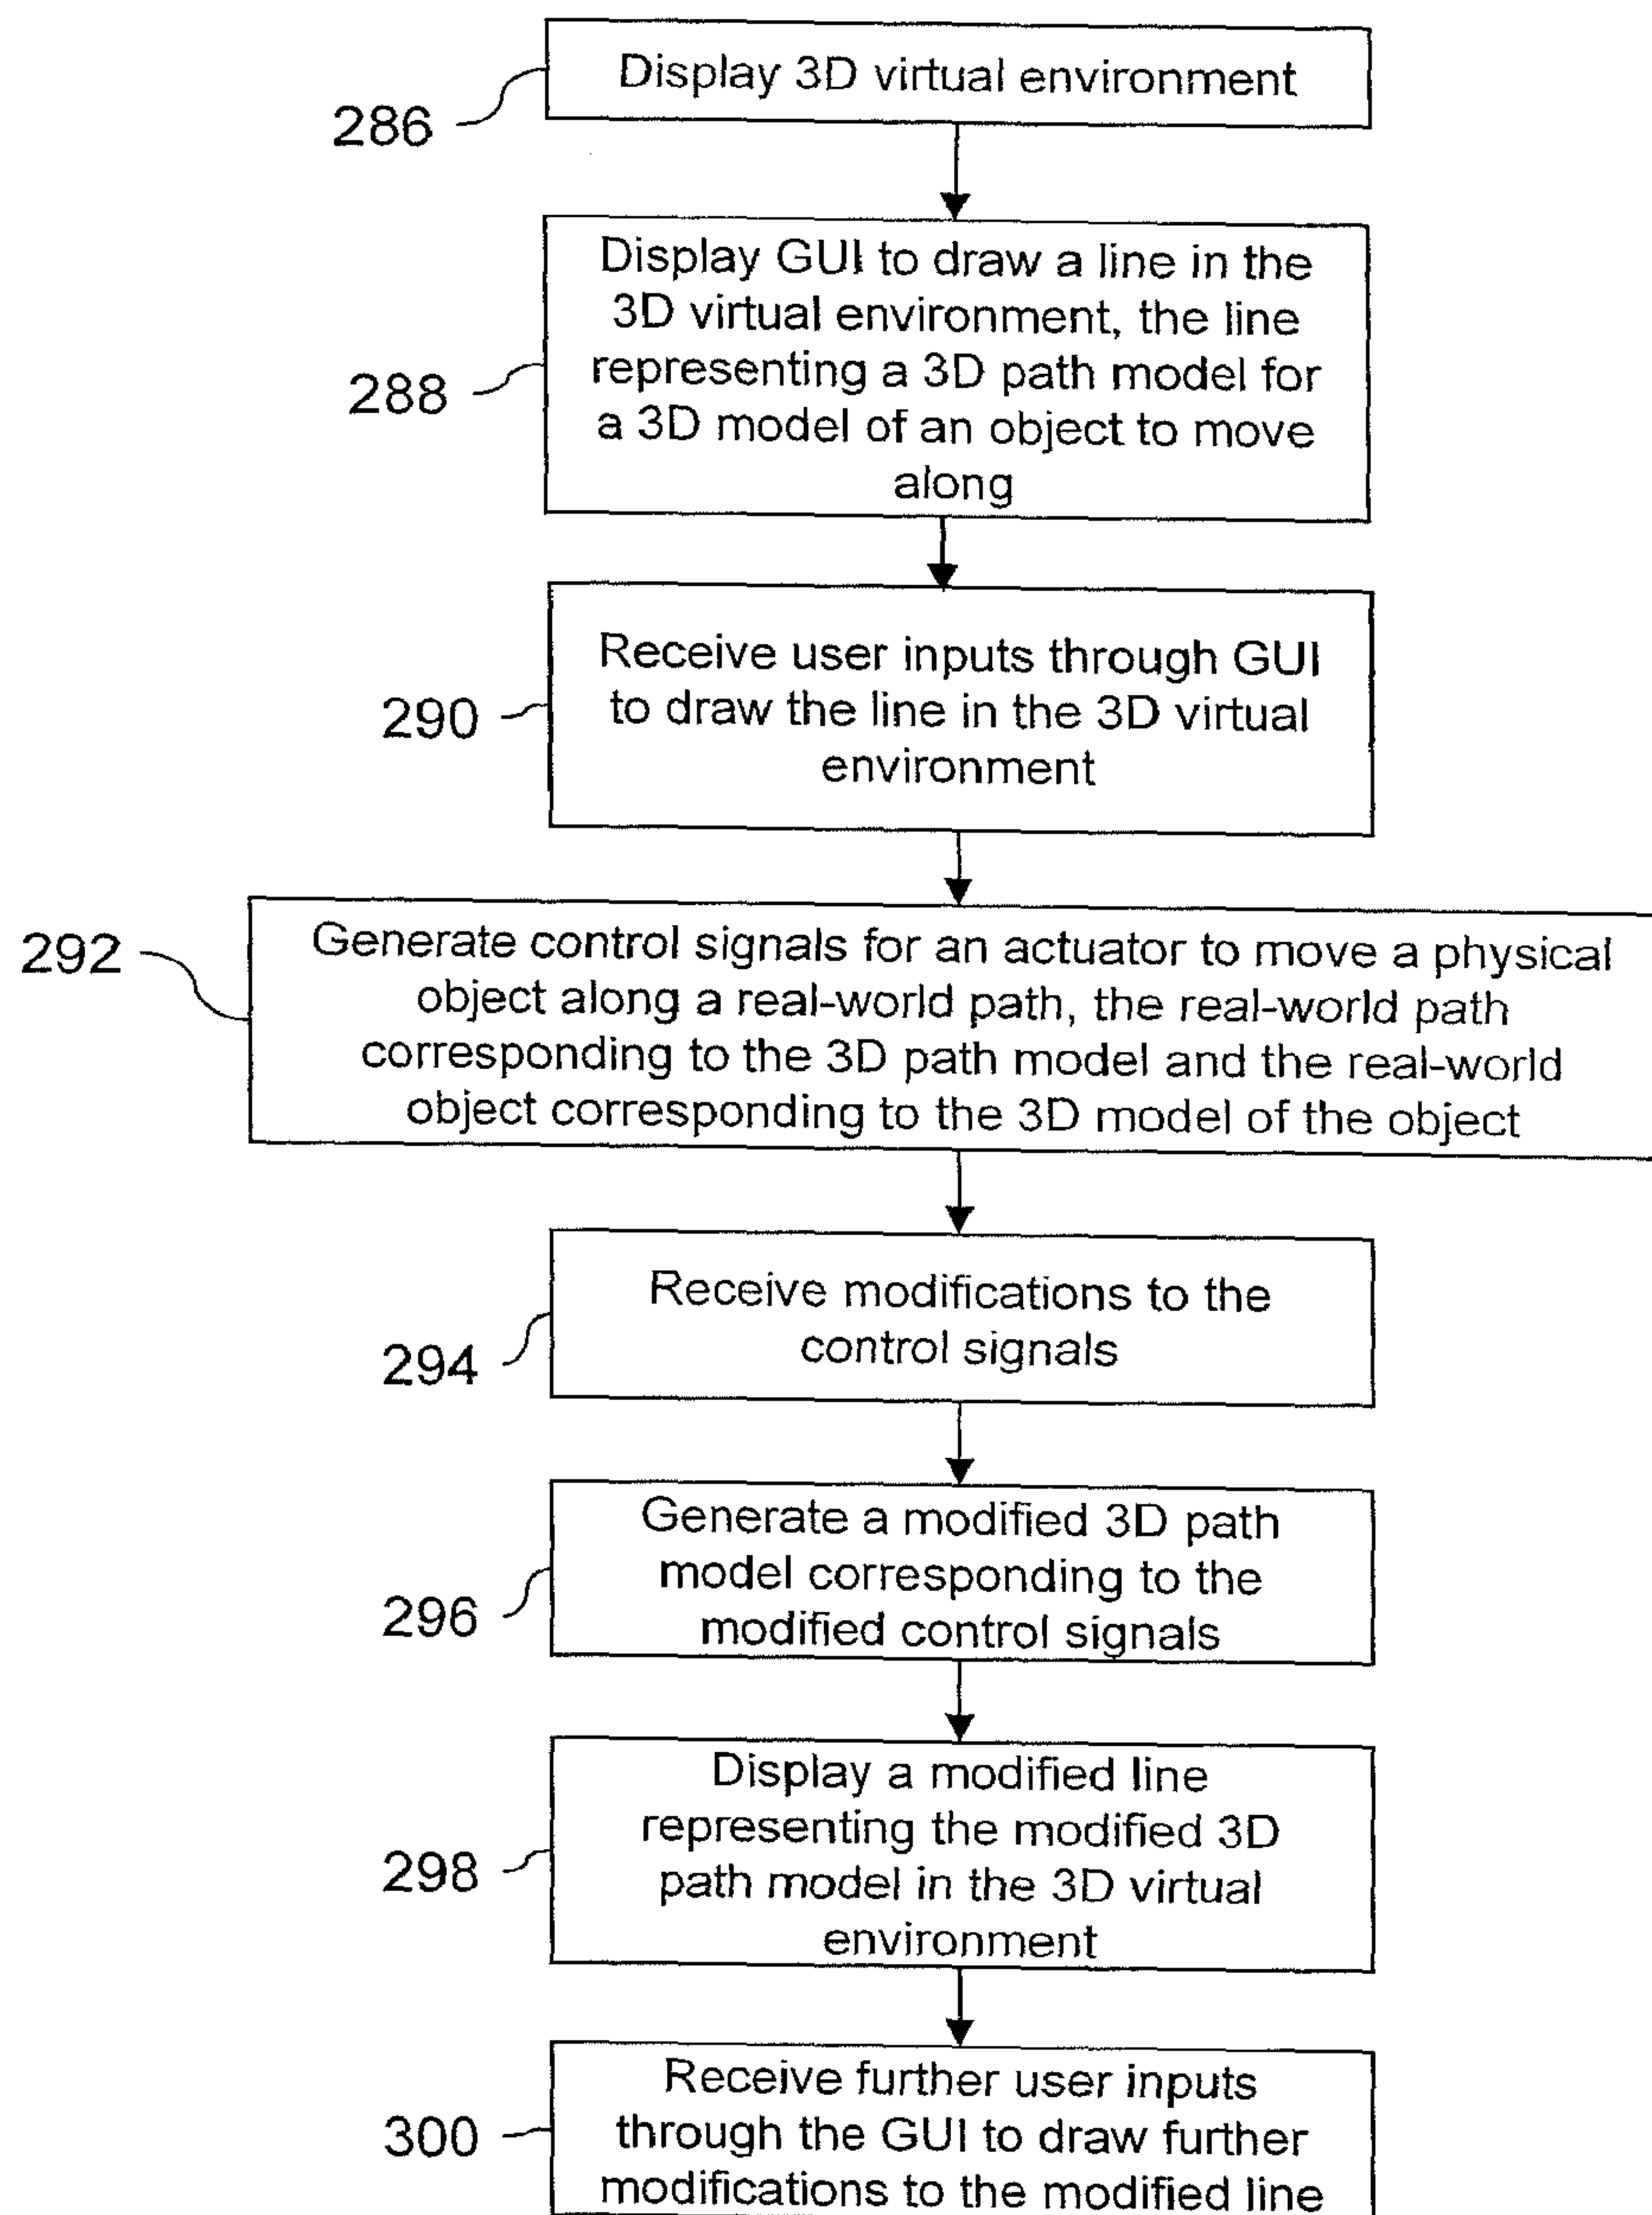 286
Display 3D virtual environment
288
Display GUI to draw a line in the
3D virtual environment, the line
representing a 3D path model for
a 3D model of an object to move
along
290
Receive user inputs through GUI
to draw the line in the 3D virtual
environment
292
Generate control signals for an actuator to move a physical
object along a real-world path, the real-world path
corresponding to the 3D path model and the real-world
object corresponding to the 3D model of the object
294
Receive modifications to the
control signals
296
Generate a modified 3D path
model corresponding to the
modified control signals
298
Display a modified line
representing the modified 3D
path model in the 3D virtual
environment
300
Receive further user inputs
through the GUI to draw further
modifications to the modified line